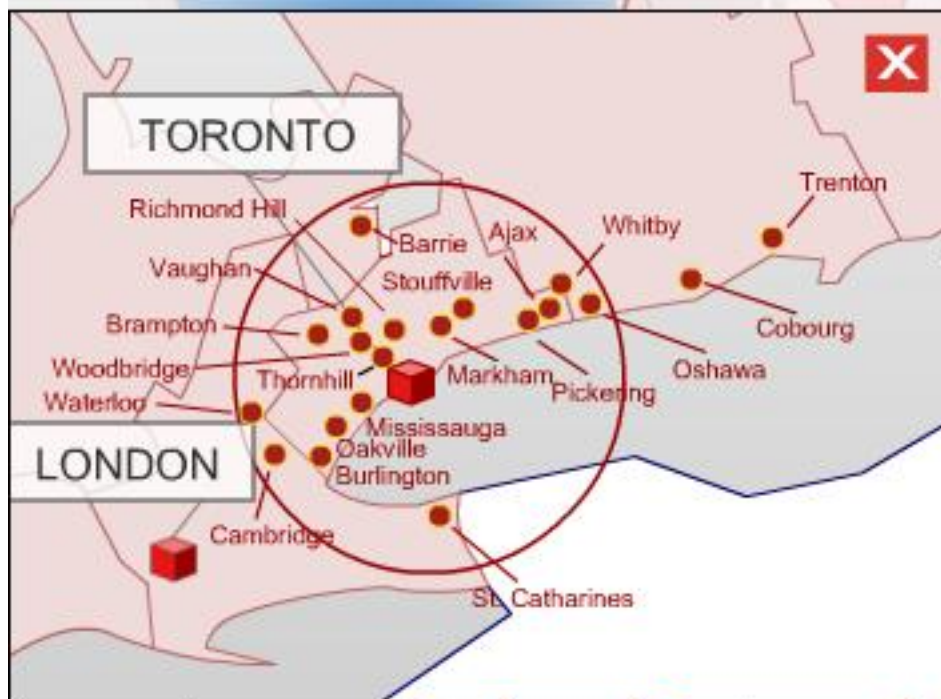 X
TORONTO
Trenton
Richmond Hill
Barrie
Ajax
Whitby
Vaughan
Stouffville
Brampton
Cobourg
Woodbridge
Thornhill
Markham
Oshawa
Pickering
Waterloo
Mississauga
LONDON
Oakville
Burlington
Cambridge
St. Catharines